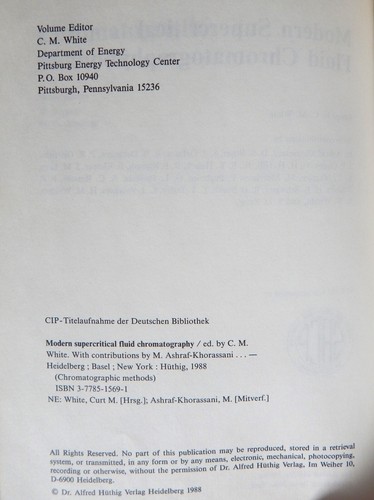 Volume Editor
C. M. White
Department of Energy
Pittsburg Energy Technology Center
P.O. Box 10940
Pittsburgh, Pennsylvania 15236
CIP-Titelaufnahme der Deutschen Bibliothek
Modern supercritical fluid chromatography / ed. by C. M.
White. With contributions by M. Ashraf-Khorassani . . . —
Heidelberg ; Basel ; New York : Hüthig, 1988
(Chromatographic methods)
ISBN 3-7785-1569-1
NE: White, Curt M. [Hrsg.]; Ashraf-Khorassani, M. [Mitverf.]
All Rights Reserved. No part of this publication may be reproduced, stored in a retrieval
system, or transmitted, in any form or by any means, electronic, mechanical, photocopying,
recording or otherwise, without the permission of Dr. Alfred Hüthig Verlag, Im Weiher 10,
D-6900 Heidelberg.
© Dr. Alfred Hüthig Verlag Heidelberg 1988